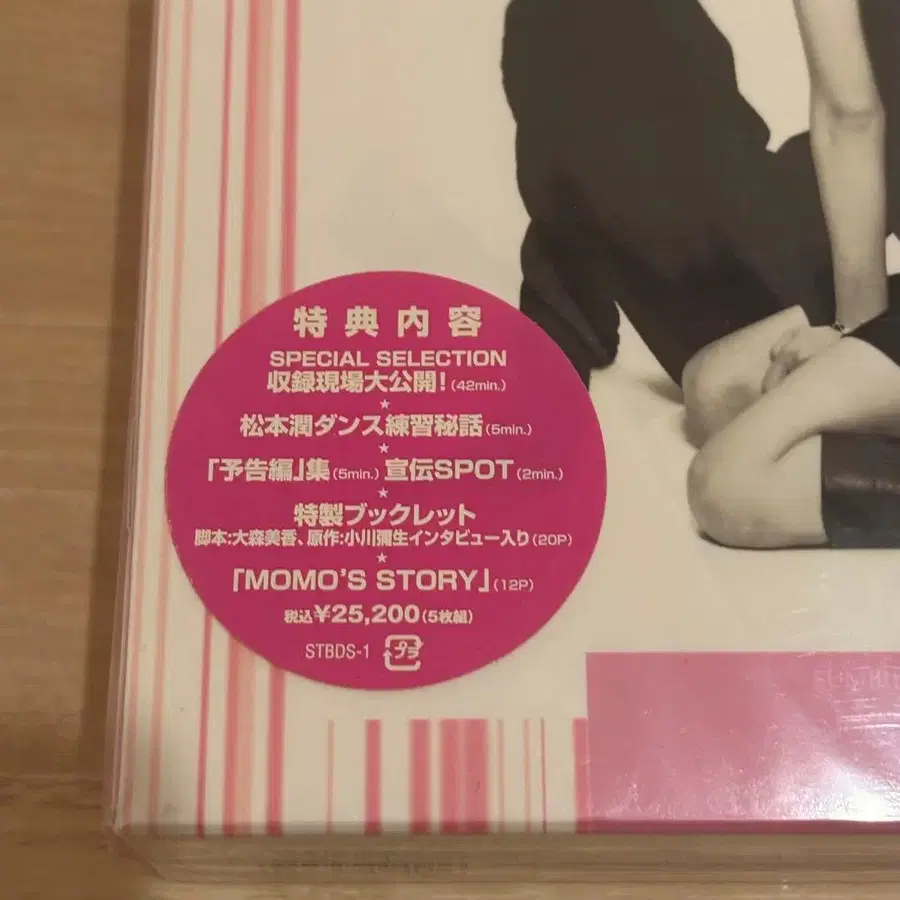 特典内容
SPECIAL SELECTION
収録現場大公開!(42min.)
★
松本潤ダンス練習秘話(5min.)
★
「予告編」集(5min.) 宣伝SPOT(2min.)
★
特製ブックレット
脚本:大森美香、原作:小川彌生インタビュー入り(20P)
★
「MOMO'S STORY」(12P)
税込¥25,200(5枚組)
STBDS-1 プラ